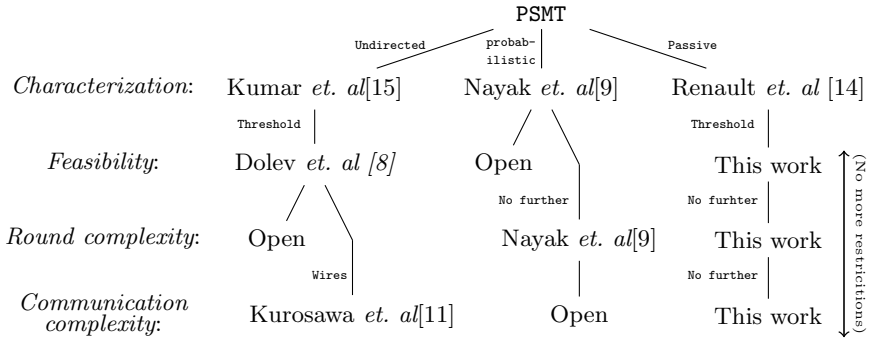 PSMT
Undirected
probab-
ilistic
Passive
Characterization:
Kumar et. al[15]
Nayak et. al[9]
Renault et. al [14]
Threshold
Threshold
Feasibility:
Dolev et. al [8]
Open
This work
No further
No furhter
Round complexity:
Open
Nayak et. al[9]
This work
Wires
No further
Communication
complexity:
Kurosawa et. al[11]
Open
This work
(No more restricitions)